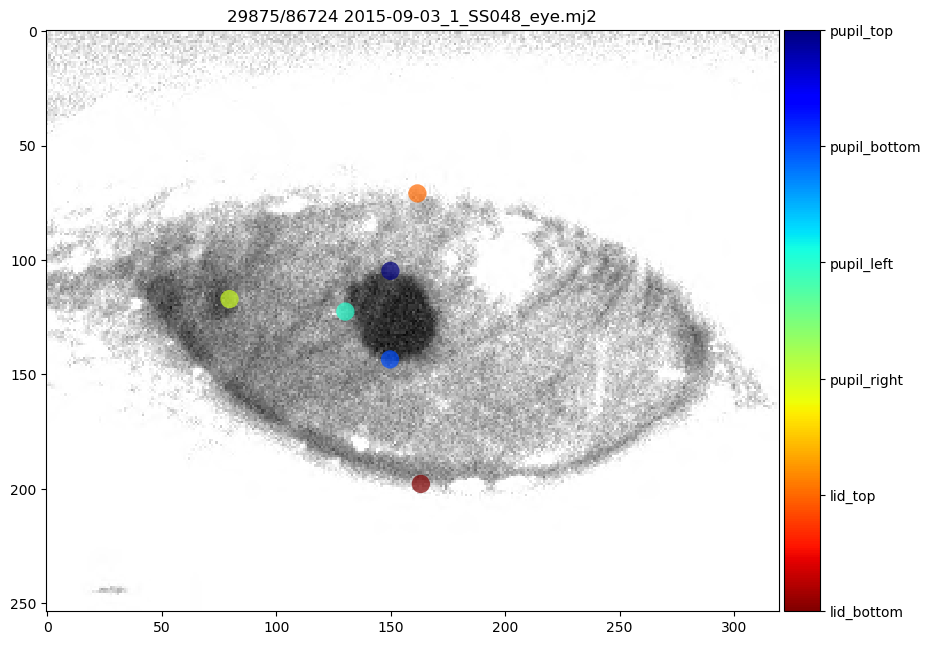 29875/86724 2015-09-03_1_SS048_eye.mj2
0
50
100
150
200
250
0 50 100 150 200 250 300
pupil_top
pupil_bottom
pupil_left
pupil_right
lid_top
lid_bottom